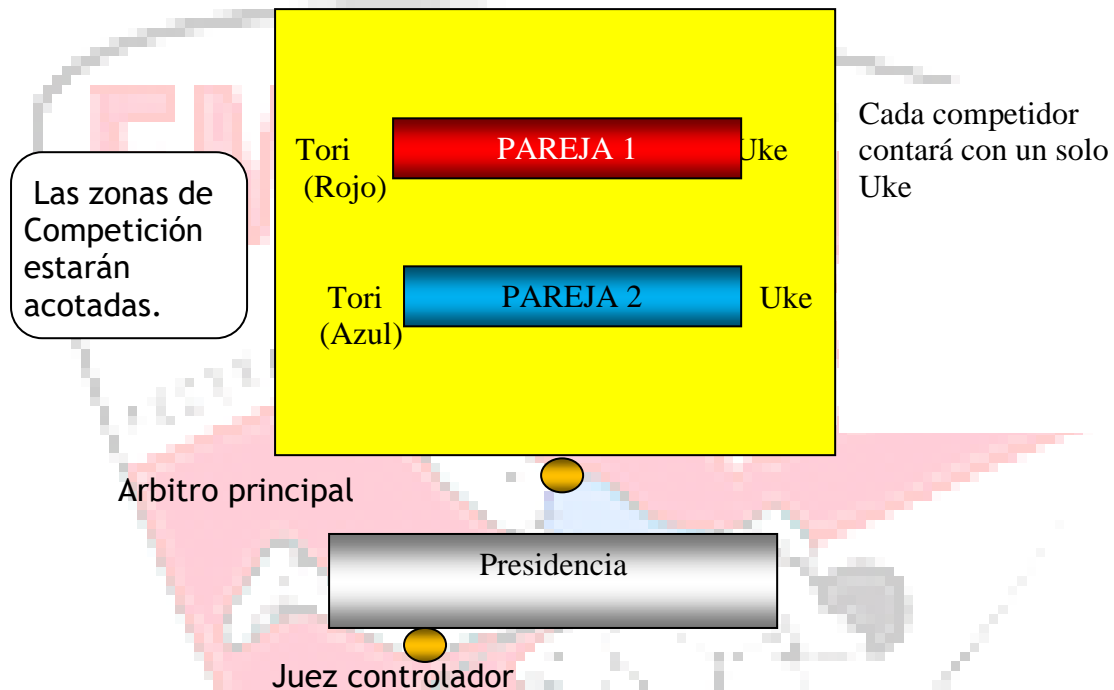 Tori
(Rojo)
PAREJA 1
Uke
Cada competidor
contará con un solo
Uke
Las zonas de
Competición
estarán
acotadas.
Tori
(Azul)
PAREJA 2
Uke
Arbitro principal
Presidencia
Juez controlador